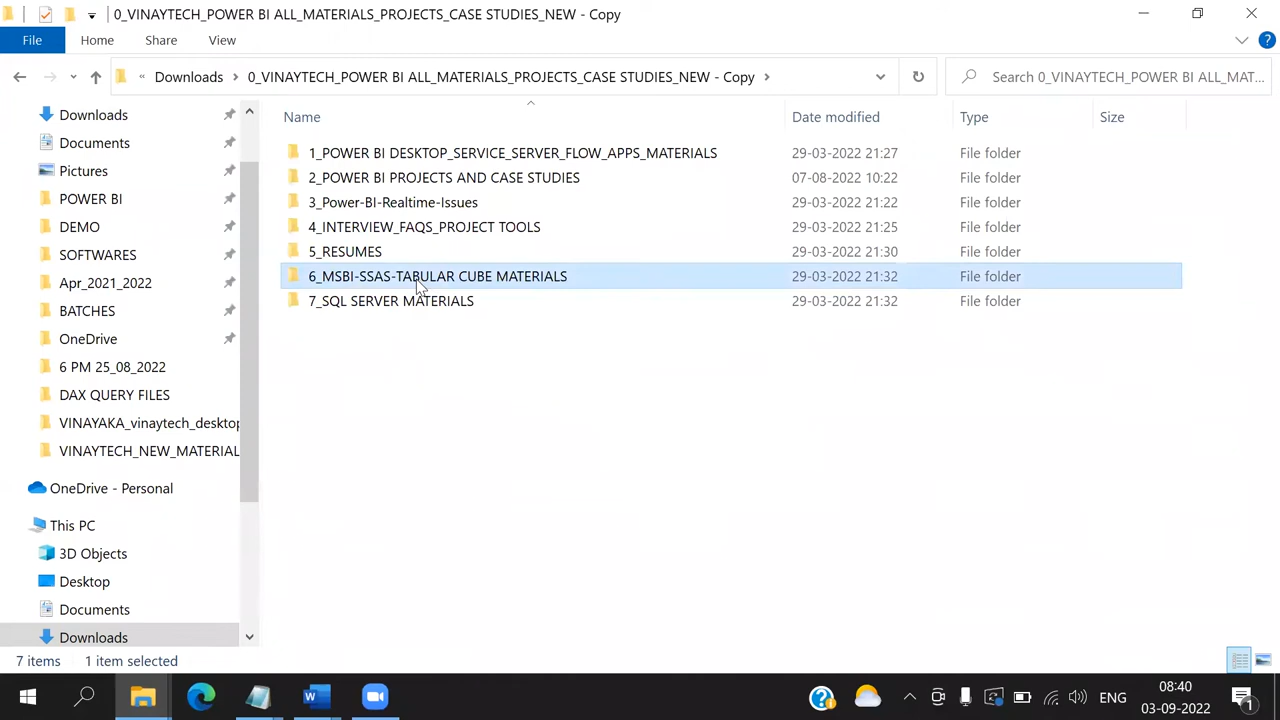 0_VINAYTECH_POWER BI ALL_MATERIALS_PROJECTS_CASE STUDIES_NEW - Copy
File Home Share View
« Downloads > 0_VINAYTECH_POWER BI ALL_MATERIALS_PROJECTS_CASE STUDIES_NEW - Copy >
Search 0_VINAYTECH_POWER BI ALL_MAT...
Downloads
Documents
Pictures
POWER BI
DEMO
SOFTWARES
Apr_2021_2022
BATCHES
OneDrive
6 PM 25_08_2022
DAX QUERY FILES
VINAYAKA_vinaytech_desktop
VINAYTECH_NEW_MATERIAL
OneDrive - Personal
This PC
3D Objects
Desktop
Documents
Downloads
Name Date modified Type Size
1_POWER BI DESKTOP_SERVICE_SERVER_FLOW_APPS_MATERIALS 29-03-2022 21:27 File folder
2_POWER BI PROJECTS AND CASE STUDIES 07-08-2022 10:22 File folder
3_Power-BI-Realtime-Issues 29-03-2022 21:22 File folder
4_INTERVIEW_FAQS_PROJECT TOOLS 29-03-2022 21:25 File folder
5_RESUMES 29-03-2022 21:30 File folder
6_MSBI-SSAS-TABULAR CUBE MATERIALS 29-03-2022 21:32 File folder
7_SQL SERVER MATERIALS 29-03-2022 21:32 File folder
7 items 1 item selected
ENG
08:40
03-09-2022
1